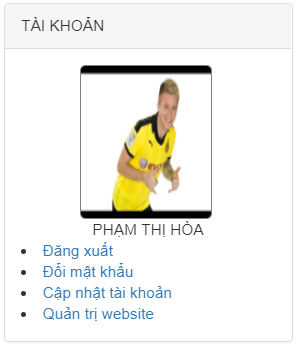 TÀI KHOẢN
PHẠM THỊ HÒA
Đăng xuất
Đổi mật khẩu
Cập nhật tài khoản
Quản trị website